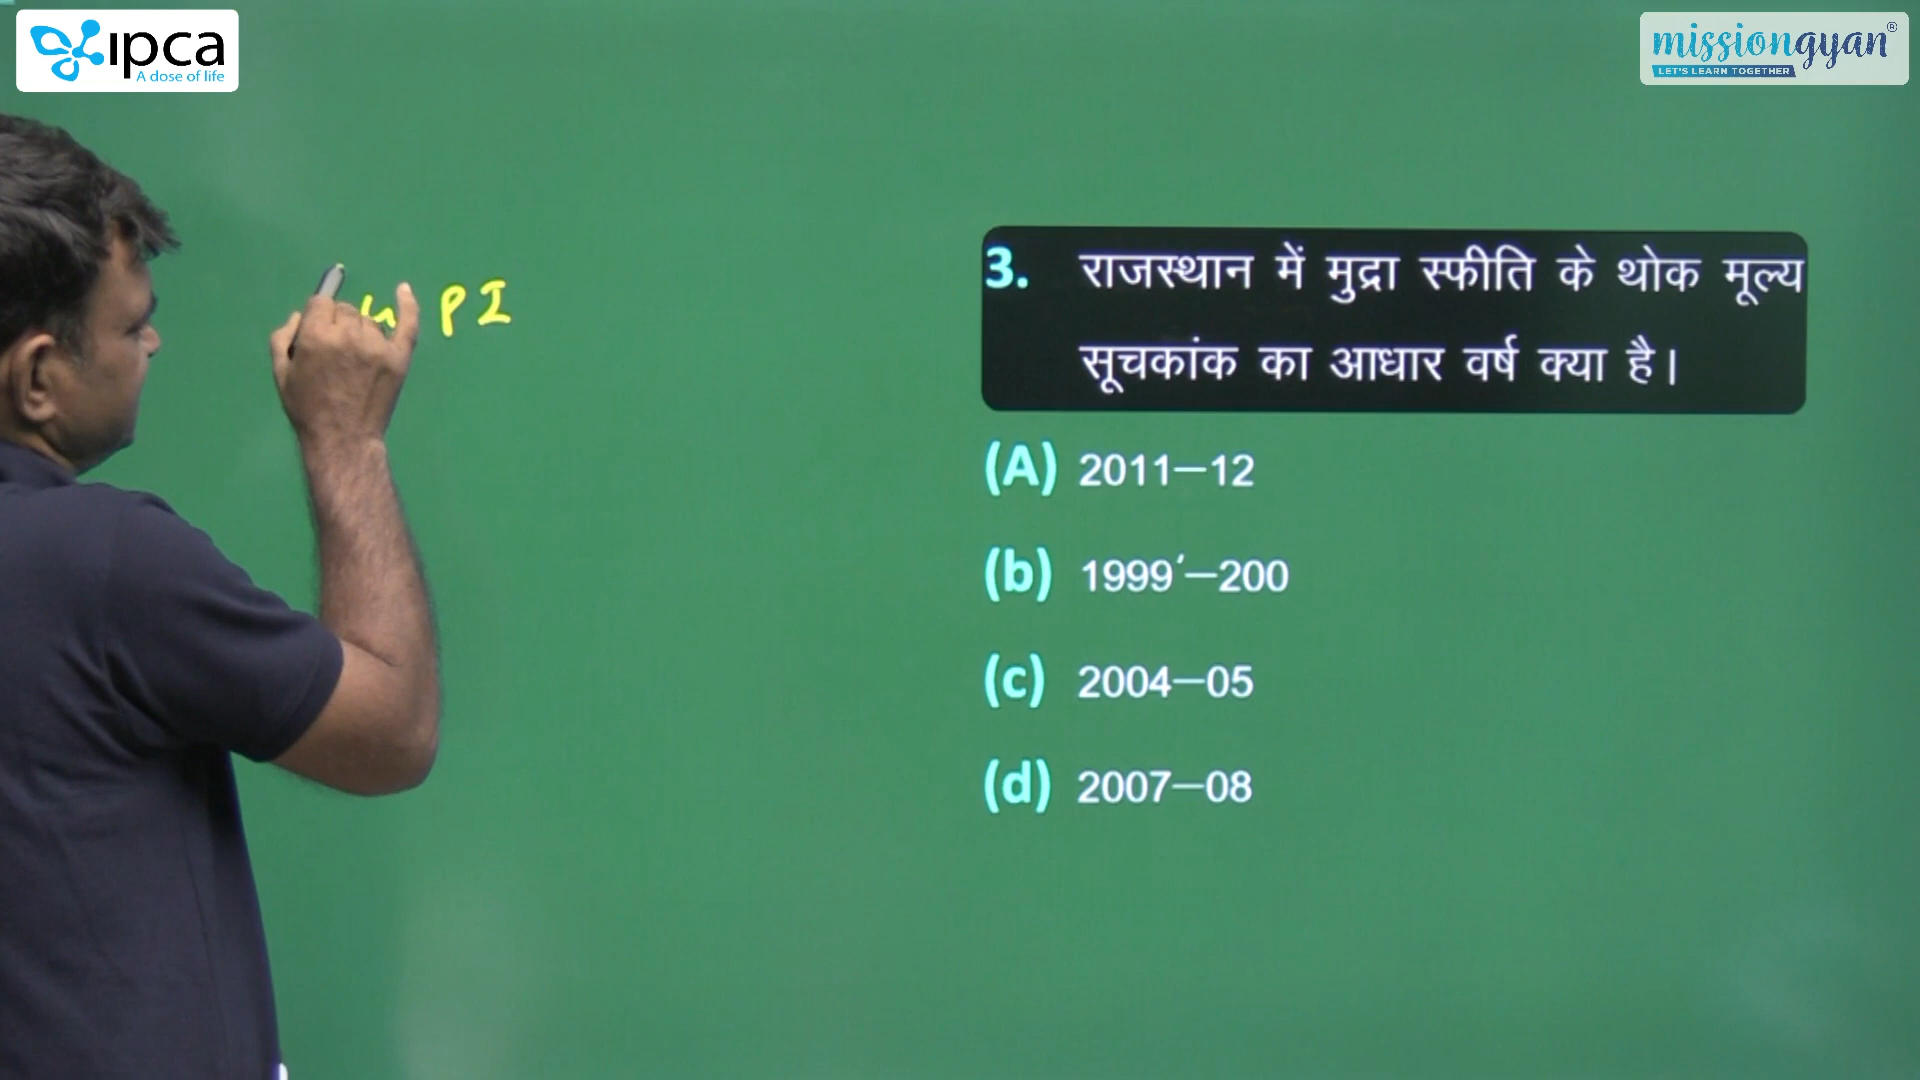 ipca
A dose of life
missiongyan®
LET'S LEARN TOGETHER
PI
3. राजस्थान में मुद्रा स्फीति के थोक मूल्य
सूचकांक का आधार वर्ष क्या है।
(A) 2011–12
(b) 1999'–200
(c) 2004–05
(d) 2007–08